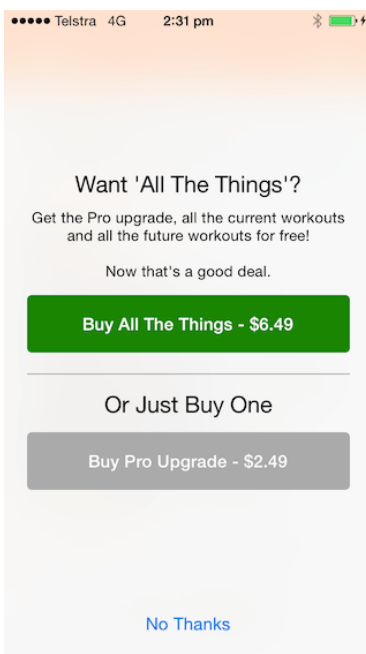 Telstra 4G 2:31 pm
Want 'All The Things'?
Get the Pro upgrade, all the current workouts
and all the future workouts for free!
Now that's a good deal.
Buy All The Things - $6.49
Or Just Buy One
Buy Pro Upgrade - $2.49
No Thanks